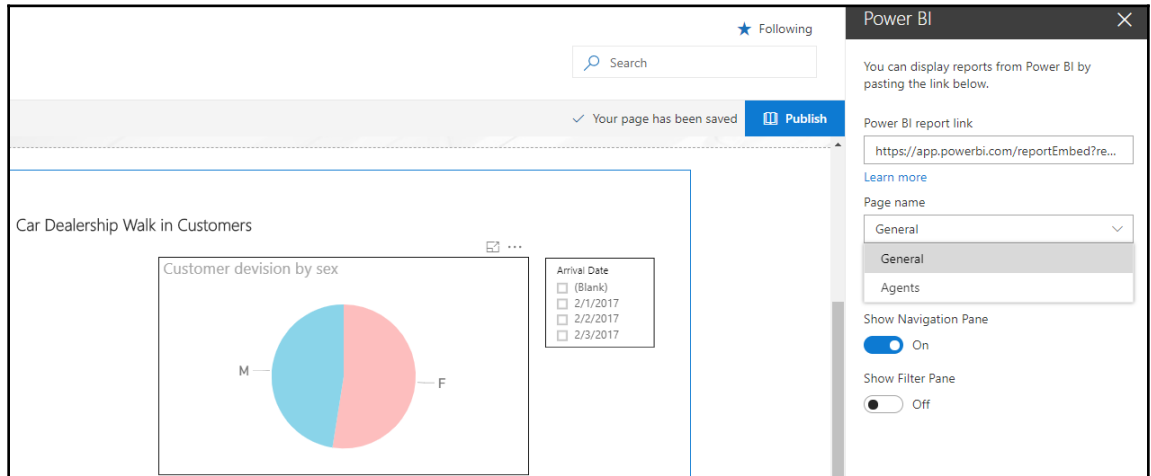 Following
Search
Your page has been saved
Publish
Car Dealership Walk in Customers
Customer devision by sex
M
F
Arrival Date
(Blank)
2/1/2017
2/2/2017
2/3/2017
Power BI
You can display reports from Power BI by
pasting the link below.
Power BI report link
https://app.powerbi.com/reportEmbed?re...
Learn more
Page name
General
General
Agents
Show Navigation Pane
On
Show Filter Pane
Off